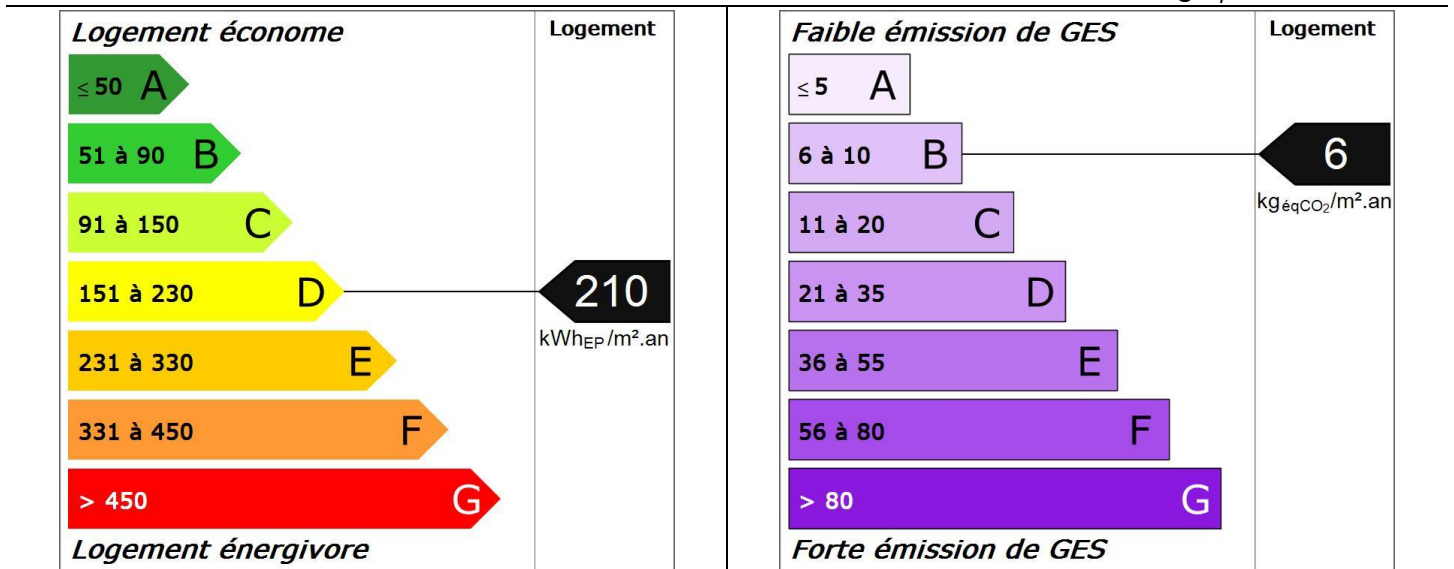 Logement économe
Logement
≤ 50 A
51 à 90 B
91 à 150 C
151 à 230 D
210
kWhEP/m².an
231 à 330 E
331 à 450 F
> 450 G
Logement énergivore
Faible émission de GES
Logement
≤ 5 A
6 à 10 B
6
kgéqCO₂/m².an
11 à 20 C
21 à 35 D
36 à 55 E
56 à 80 F
> 80 G
Forte émission de GES